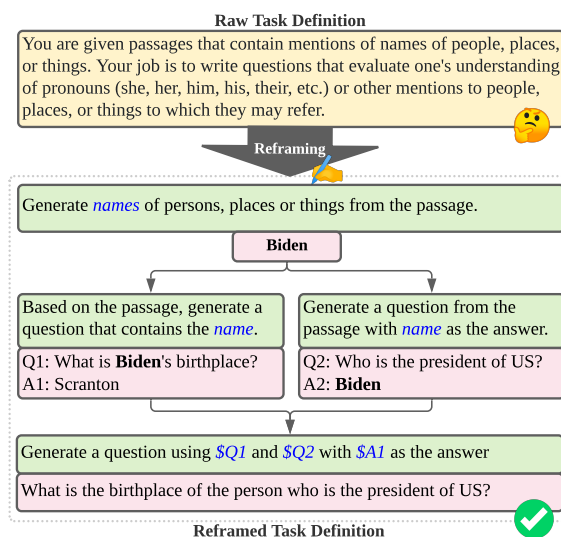 Raw Task Definition
You are given passages that contain mentions of names of people, places,
or things. Your job is to write questions that evaluate one's understanding
of pronouns (she, her, him, his, their, etc.) or other mentions to people,
places, or things to which they may refer.
Reframing
Generate names of persons, places or things from the passage.
Biden
Based on the passage, generate a
question that contains the name.
Q1: What is Biden's birthplace?
A1: Scranton
Generate a question from the
passage with name as the answer.
Q2: Who is the president of US?
A2: Biden
Generate a question using $Q1 and $Q2 with $A1 as the answer
What is the birthplace of the person who is the president of US?
Reframed Task Definition